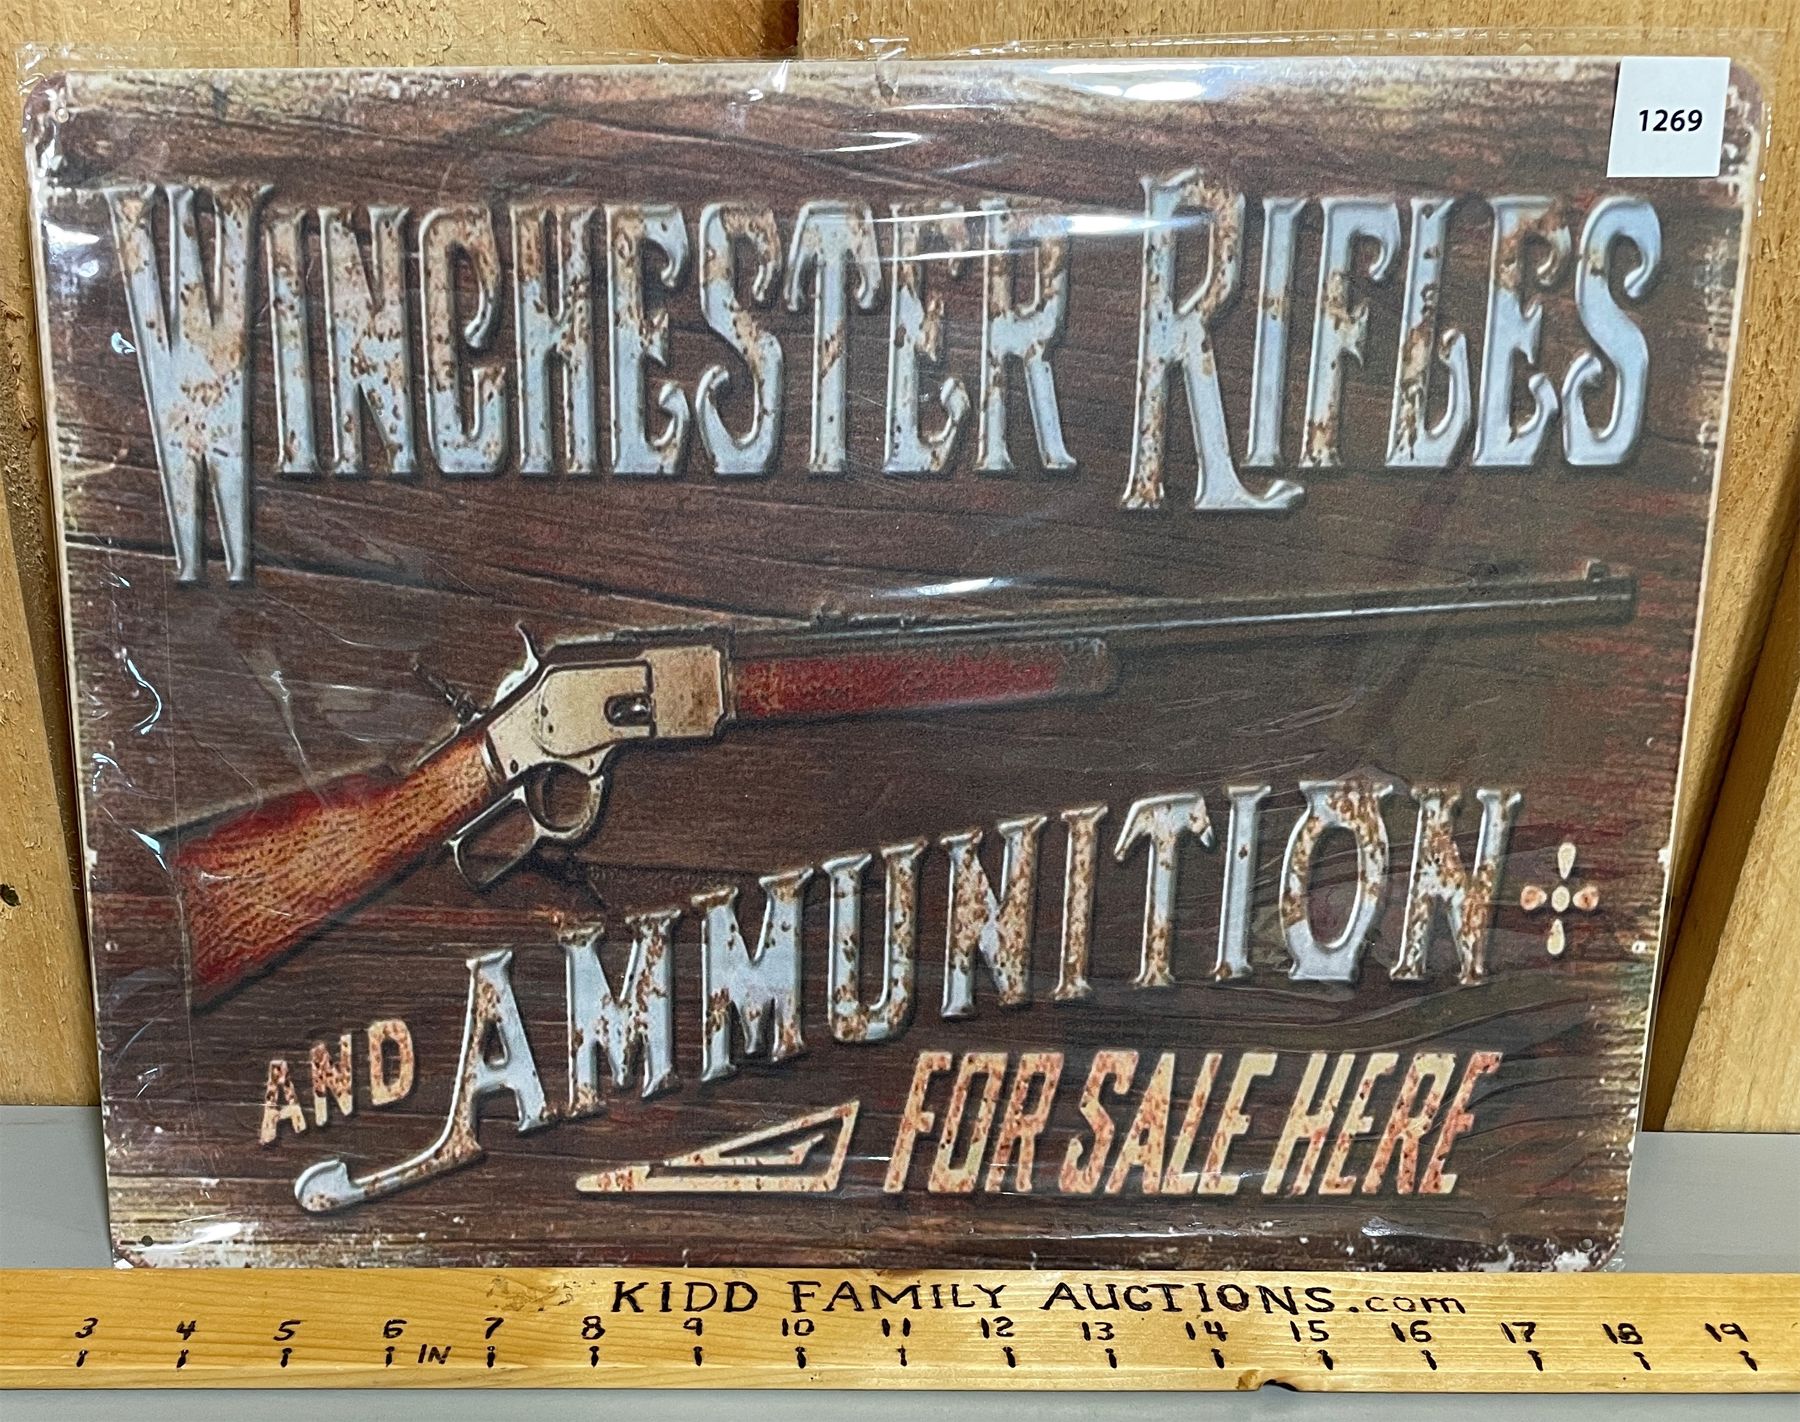 1269
WINCHESTER RIFLES
AND AMMUNITION
FOR SALE HERE
KIDD FAMILY AUCTIONS.com
3 4 5 6 IN 7 8 9 10 11 12 13 14 15 16 17 18 19